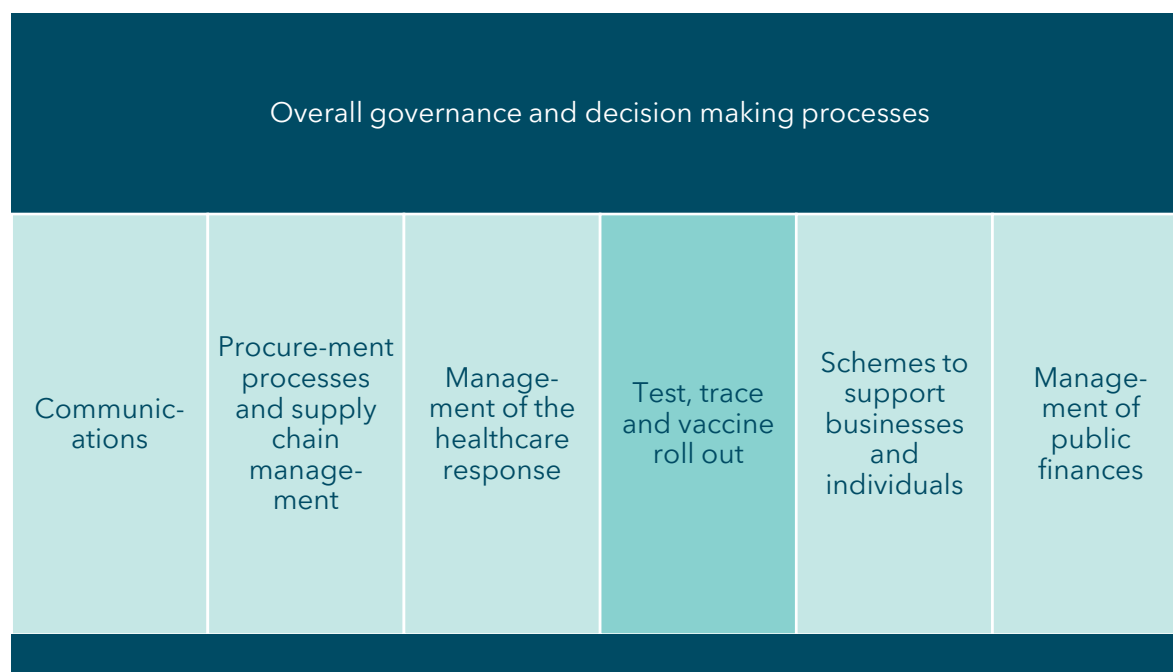 Overall governance and decision making processes
Communic-
ations
Procure-ment
processes
and supply
chain
manage-
ment
Manage-
ment of the
healthcare
response
Test, trace
and vaccine
roll out
Schemes to
support
businesses
and
individuals
Manage-
ment of
public
finances